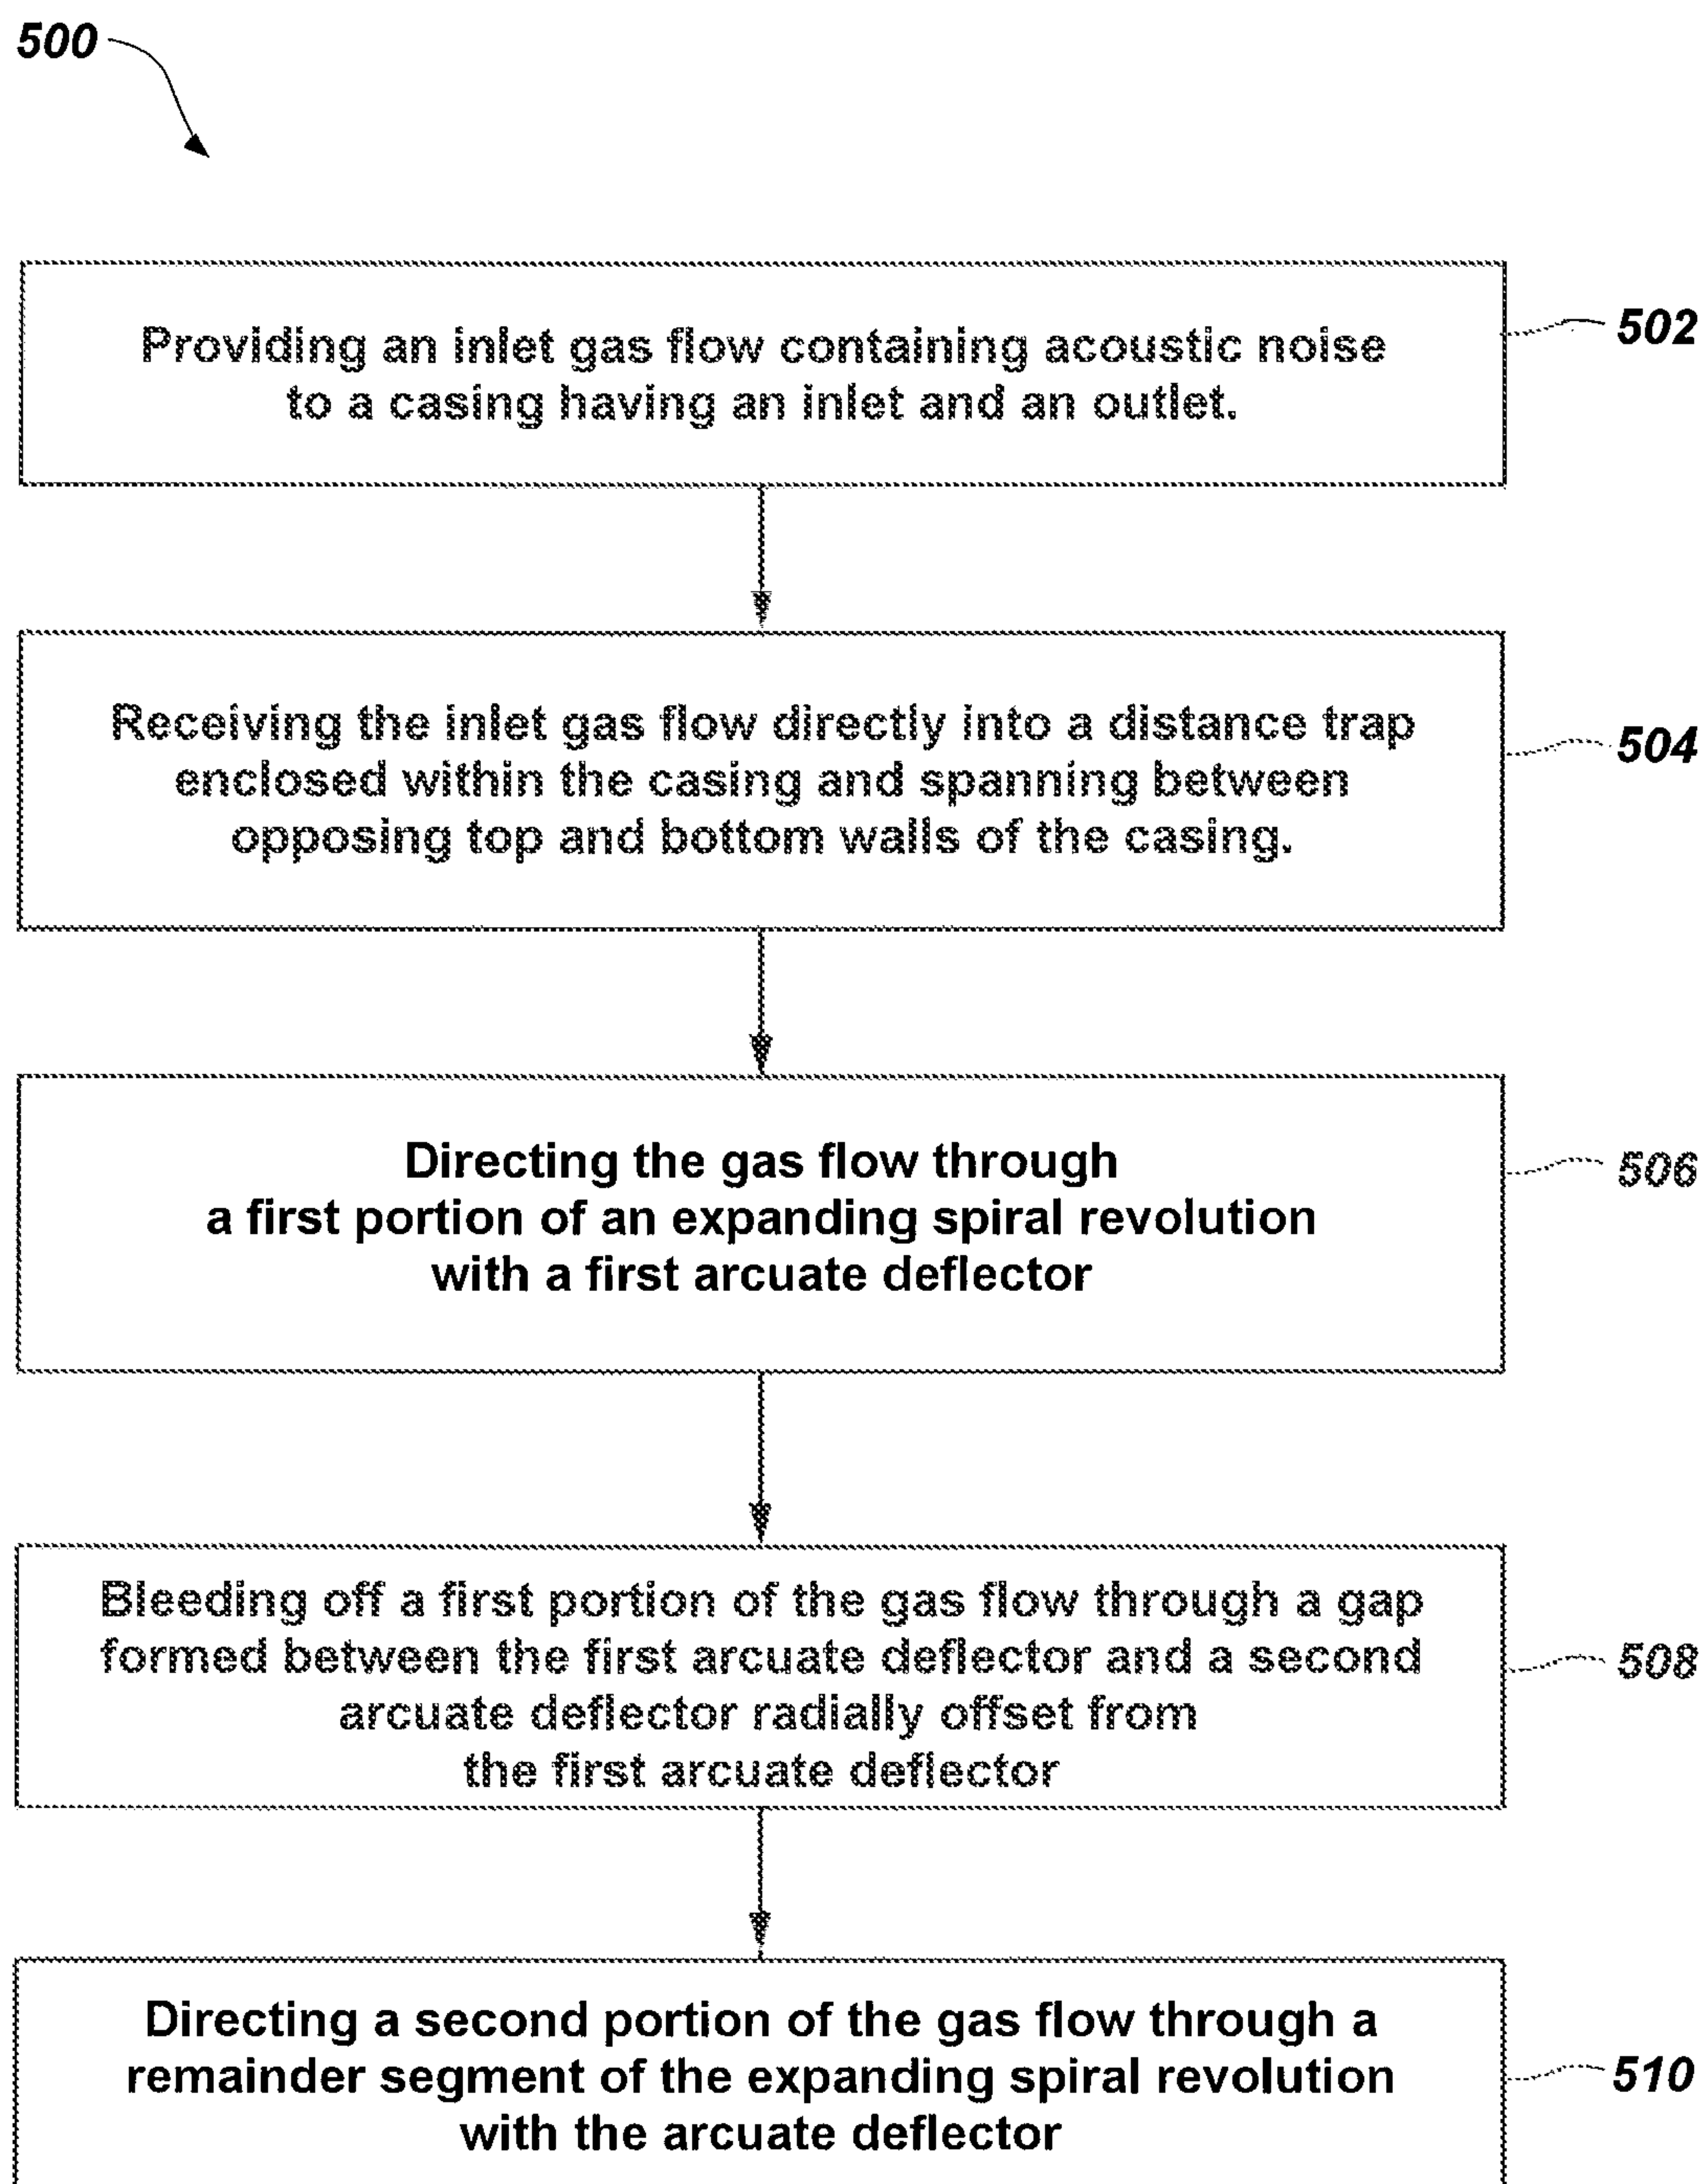 500
Providing an inlet gas flow containing acoustic noise
to a casing having an inlet and an outlet.
502
Receiving the inlet gas flow directly into a distance trap
enclosed within the casing and spanning between
opposing top and bottom walls of the casing.
504
Directing the gas flow through
a first portion of an expanding spiral revolution
with a first arcuate deflector
506
Bleeding off a first portion of the gas flow through a gap
formed between the first arcuate deflector and a second
arcuate deflector radially offset from
the first arcuate deflector
508
Directing a second portion of the gas flow through a
remainder segment of the expanding spiral revolution
with the arcuate deflector
510